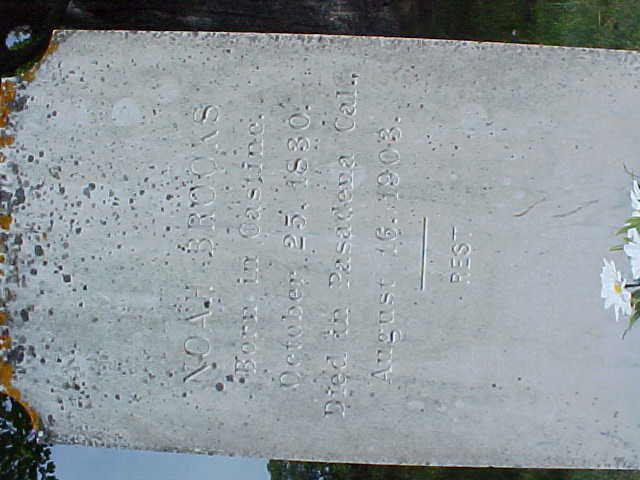 NOAH BROOKS
Born in Castine.
October 25. 1830.
Died in Pasadena Cal.,
August 16. 1903.
REST